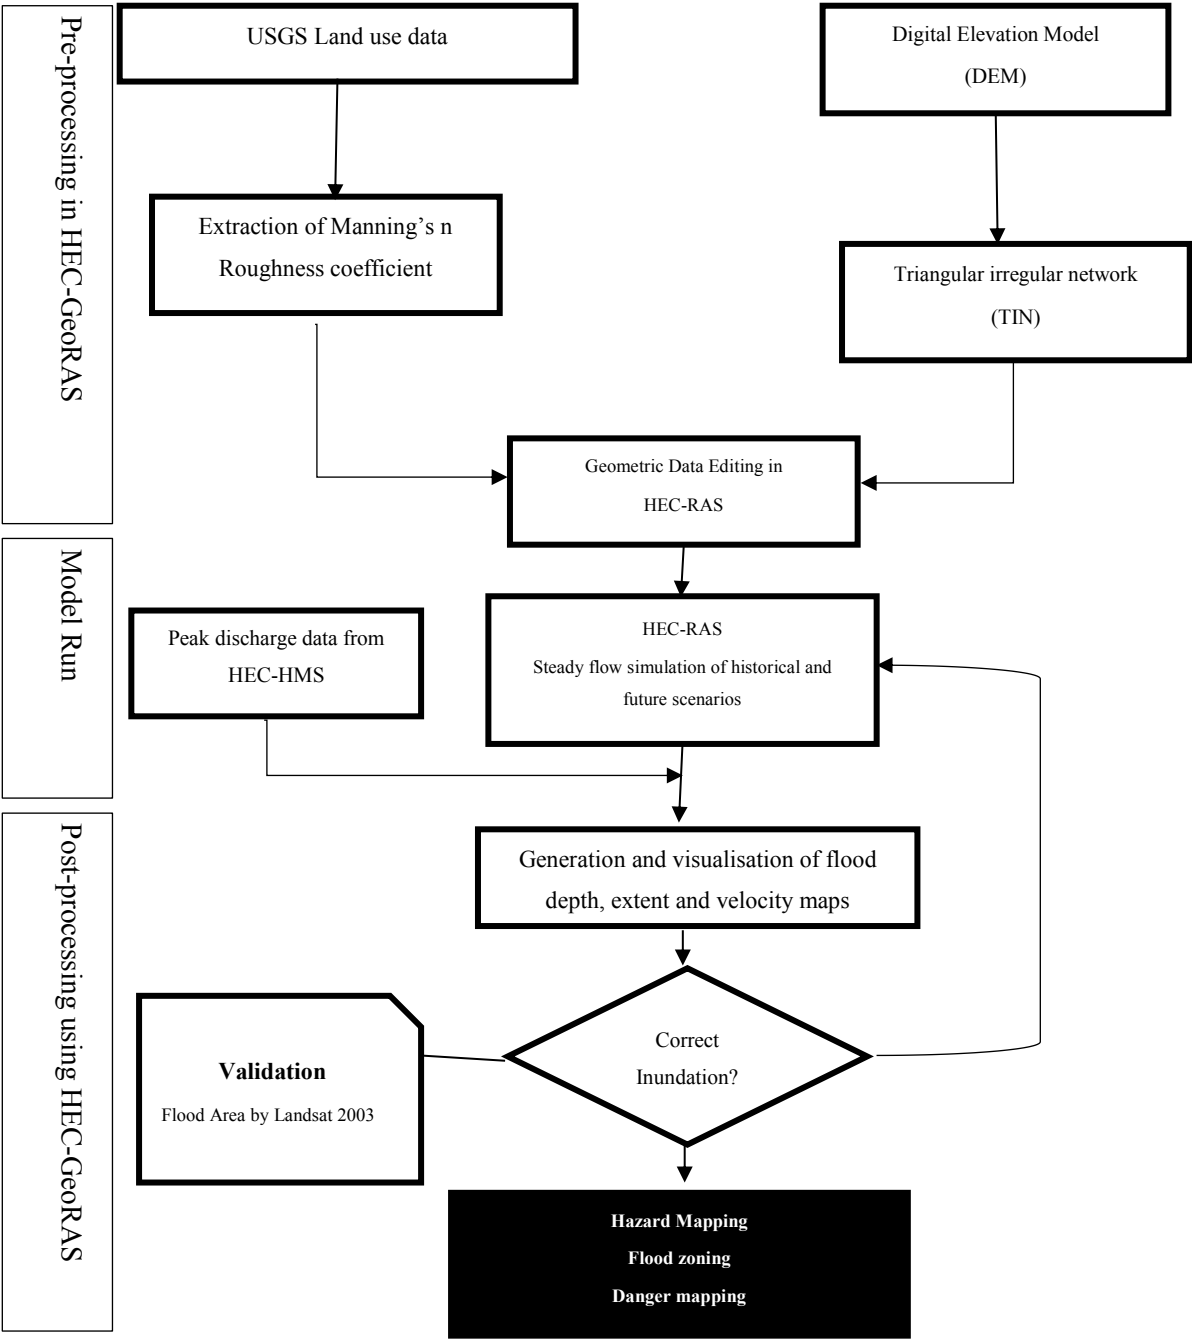 Pre-processing in HEC-GeoRAS
USGS Land use data
Digital Elevation Model
(DEM)
Extraction of Manning’s n
Roughness coefficient
Triangular irregular network
(TIN)
Geometric Data Editing in
HEC-RAS
Model Run
Peak discharge data from
HEC-HMS
HEC-RAS
Steady flow simulation of historical and
future scenarios
Post-processing using HEC-GeoRAS
Generation and visualisation of flood
depth, extent and velocity maps
Correct
Inundation?
Validation
Flood Area by Landsat 2003
Hazard Mapping
Flood zoning
Danger mapping